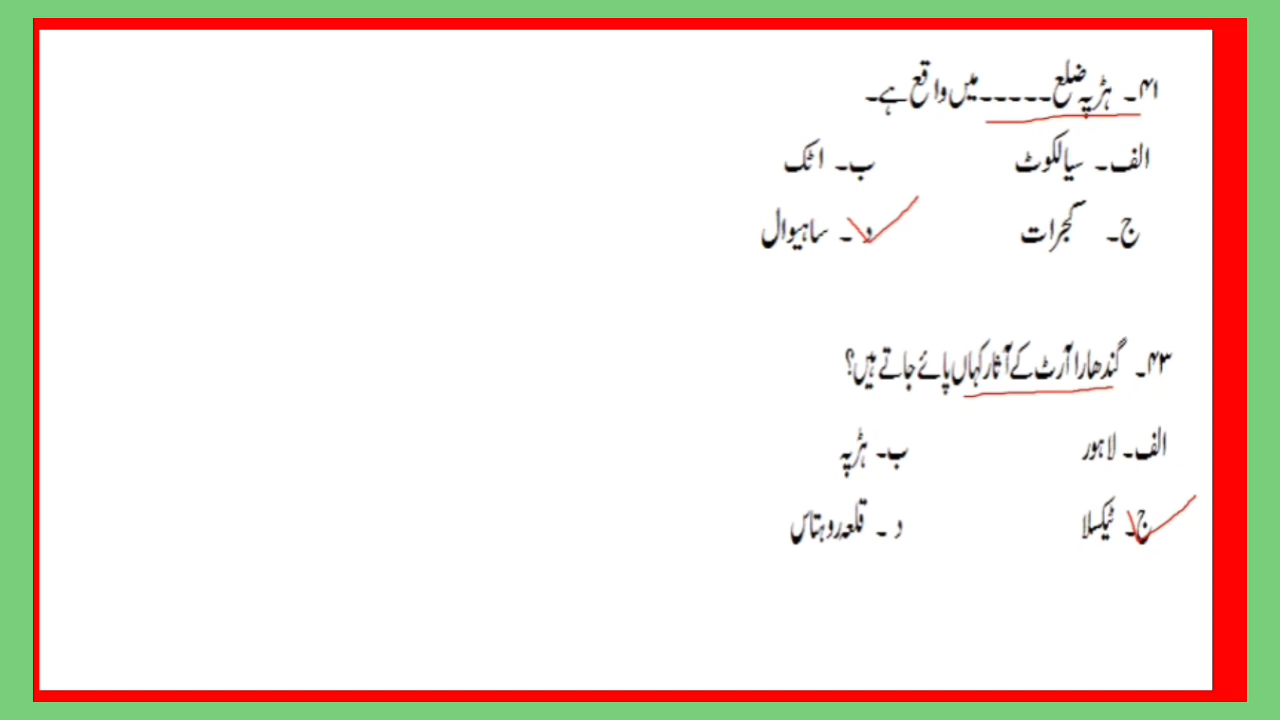 ۴۱۔ ہڑپہ ضلع ۔۔۔۔۔ میں واقع ہے۔
الف۔ سیالکوٹ ب۔ اٹک
ج۔ گجرات د۔ ساہیوال
۴۳۔ گندھارا آرٹ کے آثار کہاں پائے جاتے ہیں؟
الف۔ لاہور ب۔ ہڑپہ
ج۔ ٹیکسلا د۔ قلعہ روہتاس